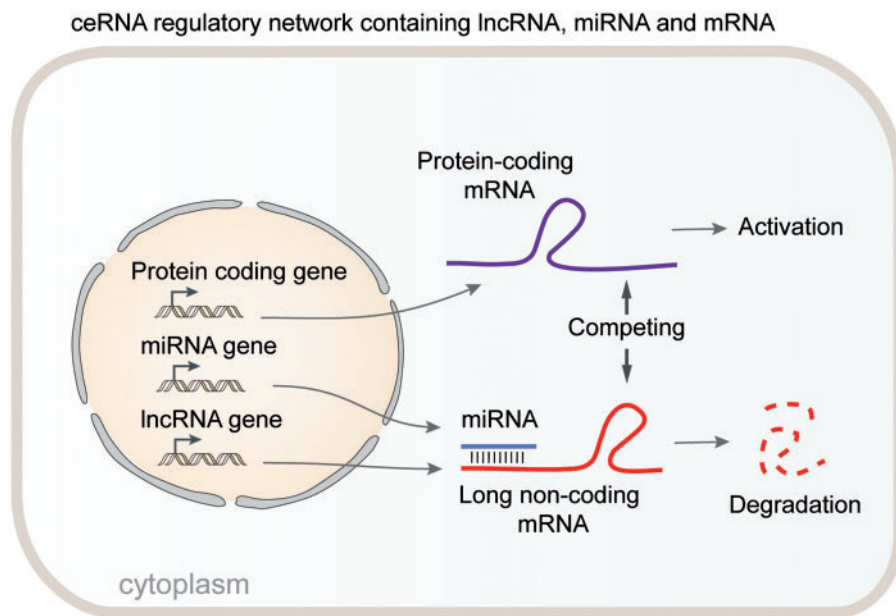 ceRNA regulatory network containing lncRNA, miRNA and mRNA
Protein-coding
mRNA
Activation
Protein coding gene
Competing
miRNA gene
lncRNA gene
miRNA
Long non-coding
mRNA
Degradation
cytoplasm